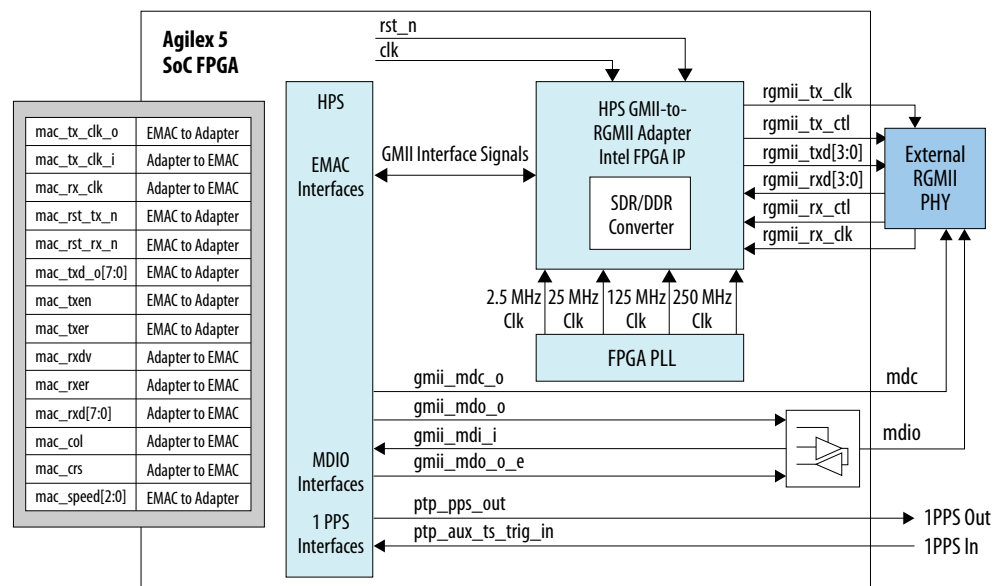 Agilex 5
SoC FPGA
rst_n
clk
mac_tx_clk_o EMAC to Adapter
mac_tx_clk_i Adapter to EMAC
mac_rx_clk Adapter to EMAC
mac_rst_tx_n EMAC to Adapter
mac_rst_rx_n EMAC to Adapter
mac_txd_o[7:0] EMAC to Adapter
mac_txen EMAC to Adapter
mac_txer EMAC to Adapter
mac_rxdv Adapter to EMAC
mac_rxer Adapter to EMAC
mac_rxd[7:0] Adapter to EMAC
mac_col Adapter to EMAC
mac_crs Adapter to EMAC
mac_speed[2:0] EMAC to Adapter
HPS
EMAC
Interfaces
MDIO
Interfaces
1 PPS
Interfaces
GMII Interface Signals
HPS GMII-to-
RGMII Adapter
Intel FPGA IP
SDR/DDR
Converter
rgmii_tx_clk
rgmii_tx_ctl
rgmii_txd[3:0]
rgmii_rxd[3:0]
rgmii_rx_ctl
rgmii_rx_clk
External
RGMII
PHY
2.5 MHz
Clk
25 MHz
Clk
125 MHz
Clk
250 MHz
Clk
FPGA PLL
gmii_mdc_o
mdc
gmii_mdo_o
gmii_mdi_i
gmii_mdo_o_e
mdio
ptp_pps_out
1PPS Out
ptp_aux_ts_trig_in
1PPS In